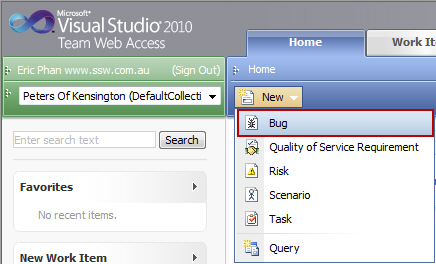 Microsoft®
Visual Studio 2010
Team Web Access
Home
Work Ite
Eric Phan www.ssw.com.au (Sign Out)
Home
Peters Of Kensington (DefaultCollecti
New
Bug
Enter search text
Search
Quality of Service Requirement
Risk
Favorites
Scenario
No recent items.
Task
Query
New Work Item